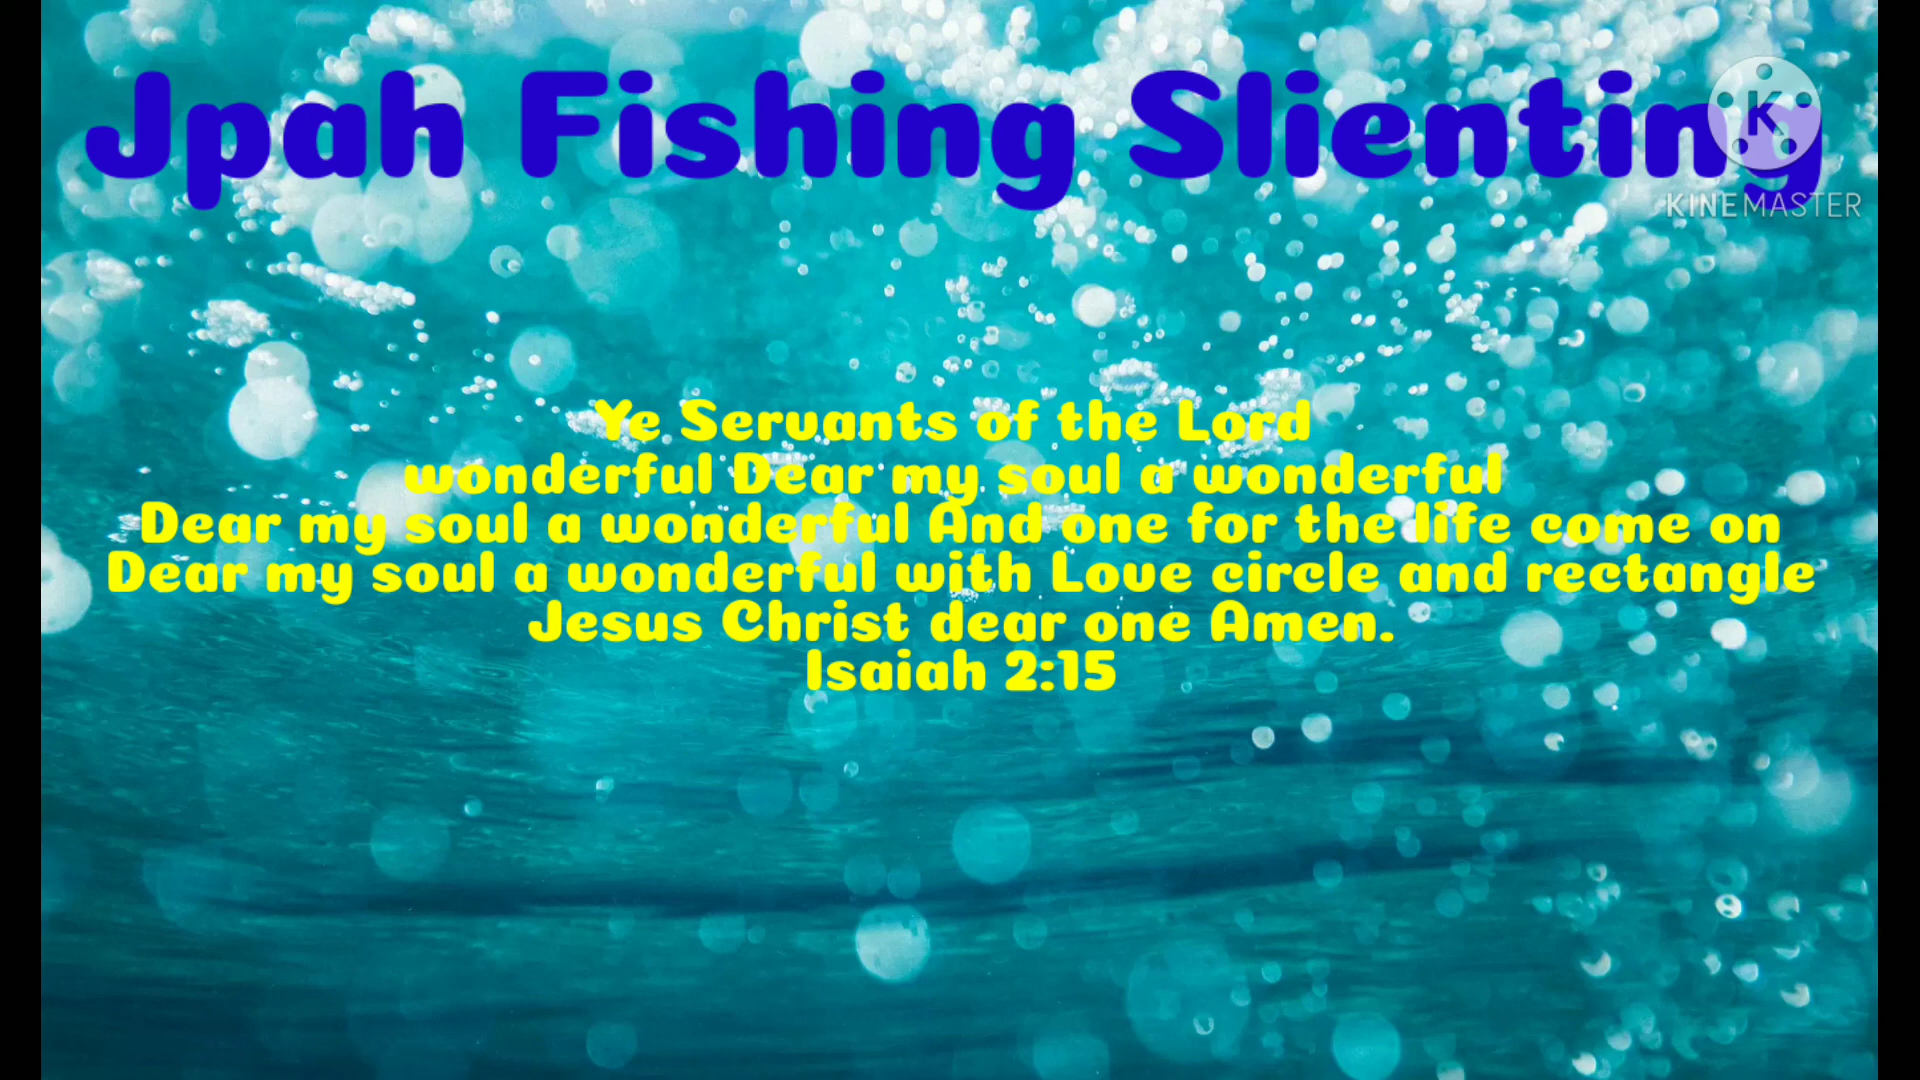 Jpah Fishing Slienting
K
KINEMASTER
Ye Servants of the Lord
wonderful Dear my soul a wonderful
Dear my soul a wonderful And one for the life come on
Dear my soul a wonderful with Love circle and rectangle
Jesus Christ dear one Amen.
Isaiah 2:15